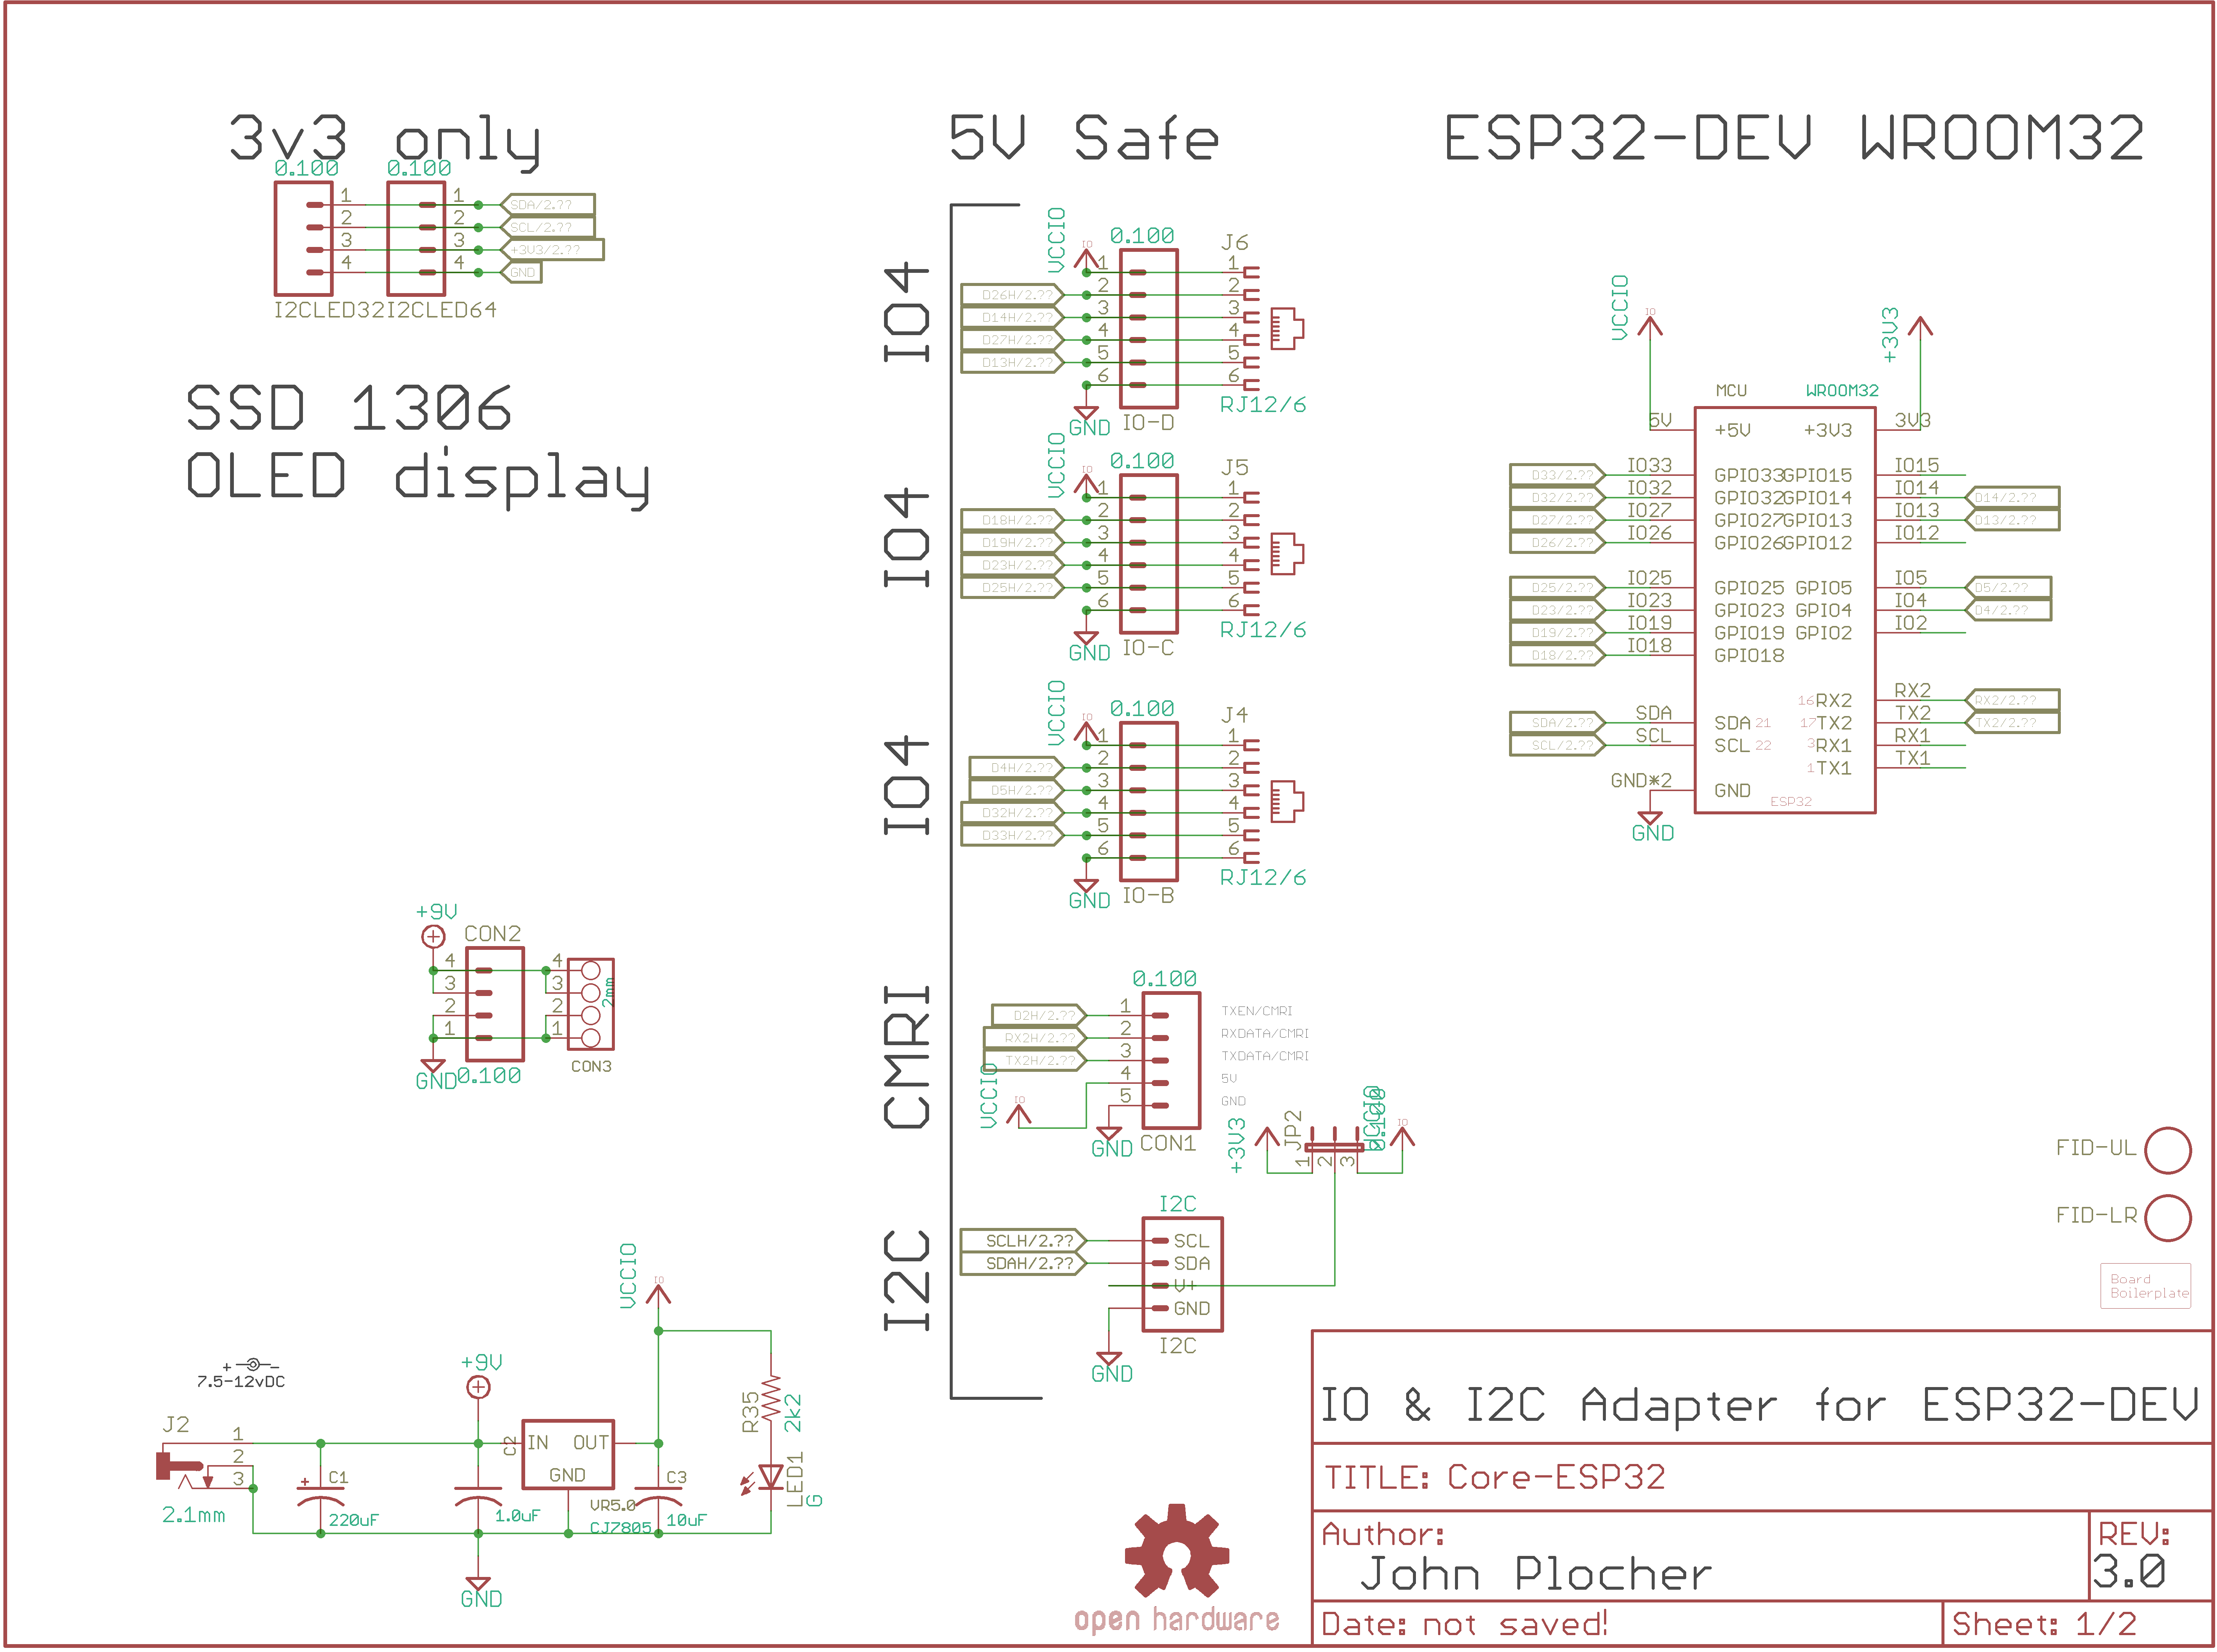 3v3 only
0.100 0.100
1 1 SDA/2.??
2 2 SCL/2.??
3 3 +3V3/2.??
4 4 GND
I2CLED32 I2CLED64
SSD 1306
OLED display
+9V
CON2
4 4
3 3
2 2
1 1
2mm
GND 0.100
CON3
VCCIO
IO
7.5-12vDC
+ -
+9V
J2
1
2
3
2.1mm
+ C1
220uF
C2
1.0uF
IN OUT
GND
VR5.0
CJ7805
C3
10uF
R35
2k2
LED1
G
GND
5V Safe
IO4
VCCIO
IO
0.100
J6
1 1
D26H/2.?? 2 2
D14H/2.?? 3 3
D27H/2.?? 4 4
D13H/2.?? 5 5
6 6
GND
IO-D
RJ12/6
IO4
VCCIO
IO
0.100
J5
1 1
D18H/2.?? 2 2
D19H/2.?? 3 3
D23H/2.?? 4 4
D25H/2.?? 5 5
6 6
GND
IO-C
RJ12/6
IO4
VCCIO
IO
0.100
J4
1 1
D4H/2.?? 2 2
D5H/2.?? 3 3
D32H/2.?? 4 4
D33H/2.?? 5 5
6 6
GND
IO-B
RJ12/6
CMRI
0.100
D2H/2.?? 1 TXEN/CMRI
RX2H/2.?? 2 RXDATA/CMRI
TX2H/2.?? 3 TXDATA/CMRI
4 5V
5 GND
VCCIO
IO
GND
CON1
+3V3
JP2
1 2 3
VCCIO
0.100
IO
I2C
I2C
SCLH/2.?? SCL
SDAH/2.?? SDA
V+
GND
I2C
GND
ESP32-DEV WROOM32
VCCIO
IO
+3V3
MCU WROOM32
5V +5V +3V3 3V3
D33/2.?? IO33 GPIO33 GPIO15 IO15
D32/2.?? IO32 GPIO32 GPIO14 IO14 D14/2.??
D27/2.?? IO27 GPIO27 GPIO13 IO13 D13/2.??
D26/2.?? IO26 GPIO26 GPIO12 IO12
D25/2.?? IO25 GPIO25 GPIO5 IO5 D5/2.??
D23/2.?? IO23 GPIO23 GPIO4 IO4 D4/2.??
D19/2.?? IO19 GPIO19 GPIO2 IO2
D18/2.?? IO18 GPIO18
16 RX2 RX2 RX2/2.??
SDA/2.?? SDA SDA 21 17 TX2 TX2 TX2/2.??
SCL/2.?? SCL SCL 22 3 RX1 RX1
1 TX1 TX1
GND*2 GND
ESP32
GND
FID-UL
FID-LR
Board
Boilerplate
open hardware
IO & I2C Adapter for ESP32-DEV
TITLE: Core-ESP32
Author:
John Plocher
REV:
3.0
Date: not saved!
Sheet: 1/2